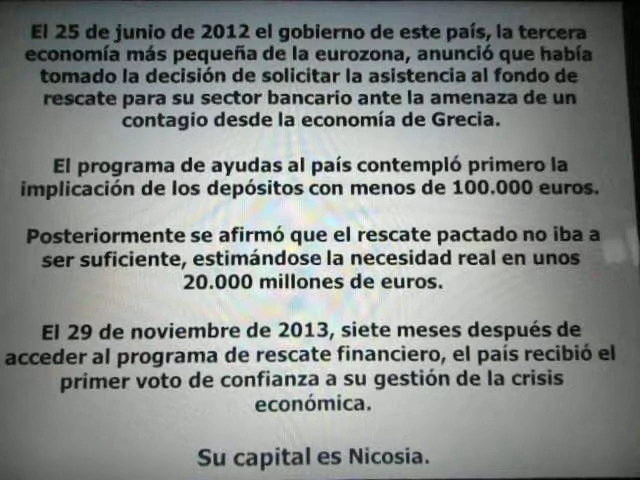 El 25 de junio de 2012 el gobierno de este país, la tercera
economía más pequeña de la eurozona, anunció que había
tomado la decisión de solicitar la asistencia al fondo de
rescate para su sector bancario ante la amenaza de un
contagio desde la economía de Grecia.
El programa de ayudas al país contempló primero la
implicación de los depósitos con menos de 100.000 euros.
Posteriormente se afirmó que el rescate pactado no iba a
ser suficiente, estimándose la necesidad real en unos
20.000 millones de euros.
El 29 de noviembre de 2013, siete meses después de
acceder al programa de rescate financiero, el país recibió el
primer voto de confianza a su gestión de la crisis
económica.
Su capital es Nicosia.